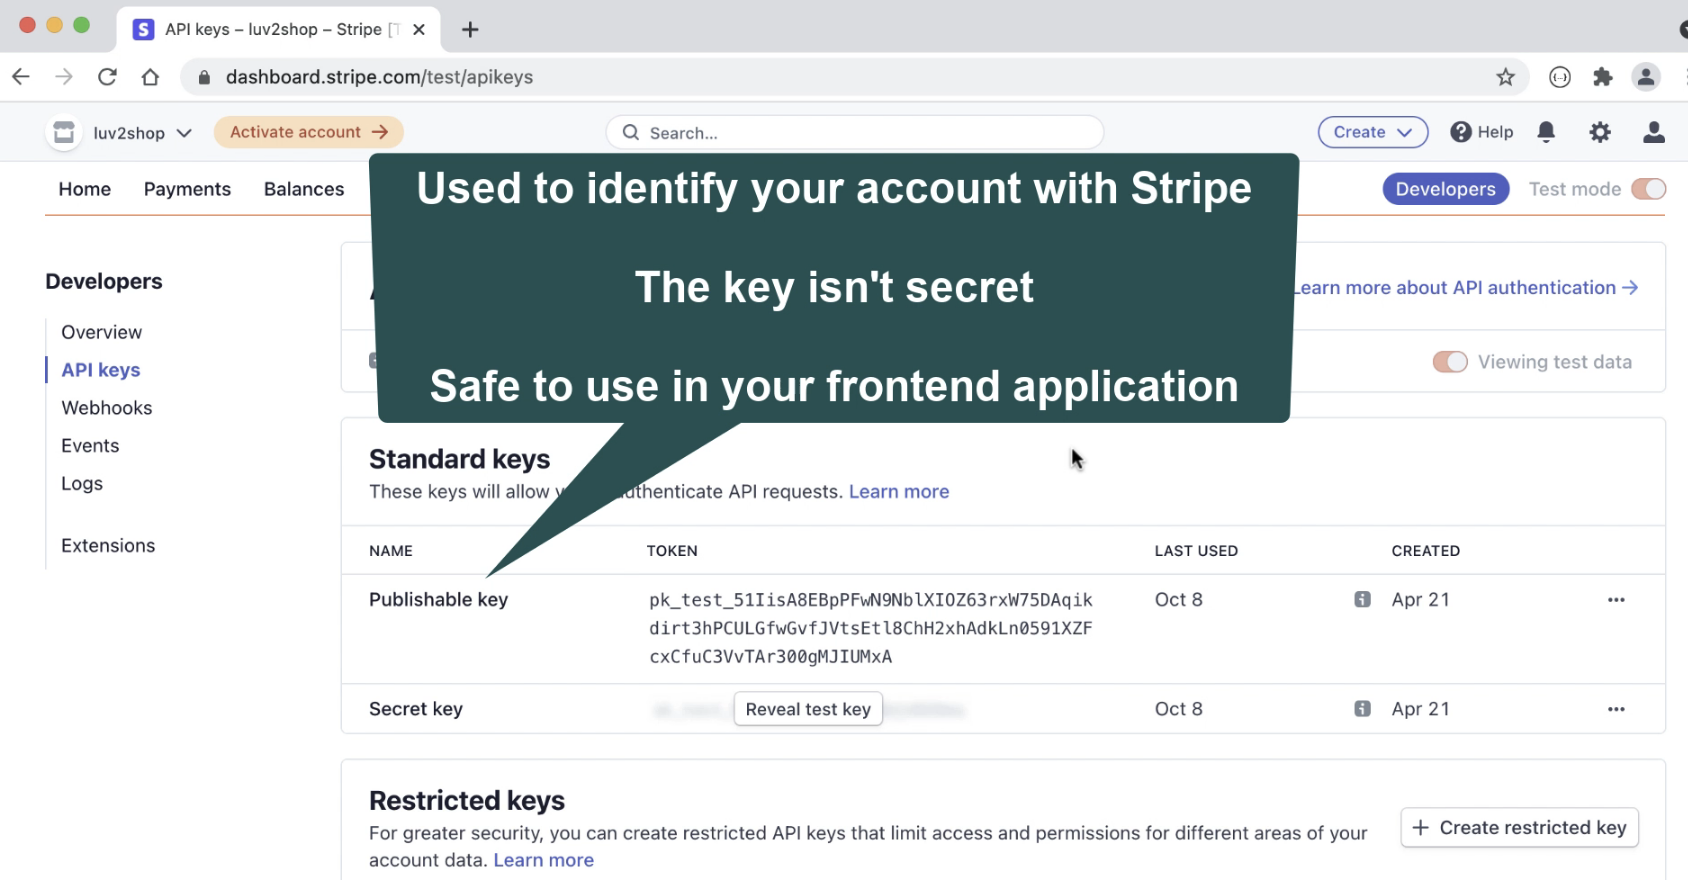 API keys – luv2shop – Stripe [T
dashboard.stripe.com/test/apikeys
luv2shop
Activate account →
Search...
Create
Help
Home
Payments
Balances
Developers
Test mode
Used to identify your account with Stripe
The key isn't secret
Safe to use in your frontend application
Developers
Overview
API keys
Webhooks
Events
Logs
Extensions
Learn more about API authentication →
Viewing test data
Standard keys
These keys will allow y uthenticate API requests. Learn more
NAME TOKEN LAST USED CREATED
Publishable key pk_test_51IisA8EBpPFwN9NblXIOZ63rxW75DAqik Oct 8 Apr 21
dirt3hPCULGfwGvfJVtsEtl8ChH2xhAdkLn0591XZF
cxCfuC3VvTAr300gMJIUMxA
Secret key Reveal test key Oct 8 Apr 21
Restricted keys
For greater security, you can create restricted API keys that limit access and permissions for different areas of your
account data. Learn more
+ Create restricted key